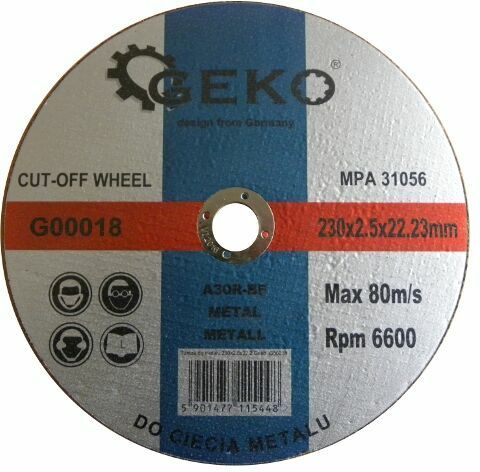 GEKO®
design from Germany
CUT-OFF WHEEL
MPA 31056
G00018
230x2.5x22.23mm
A30R-BF
METAL
METALL
Max 80m/s
Rpm 6600
5 901477 115448
DO CIĘCIA METALU